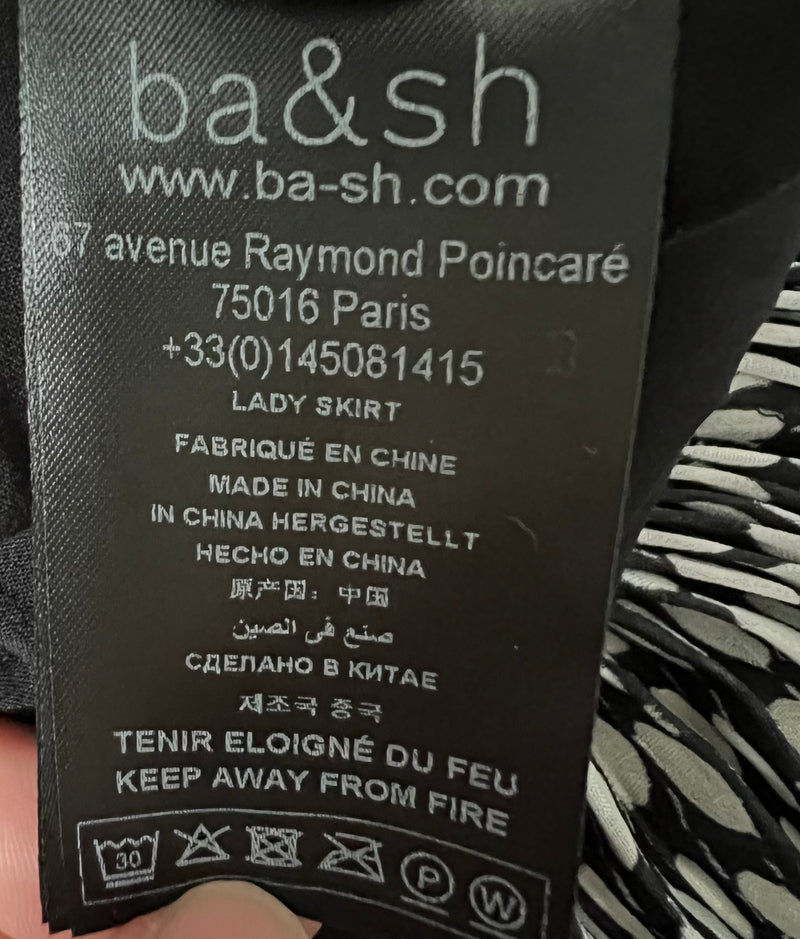 ba&sh
www.ba-sh.com
67 avenue Raymond Poincaré
75016 Paris
+33(0)145081415
LADY SKIRT
FABRIQUÉ EN CHINE
MADE IN CHINA
IN CHINA HERGESTELLT
HECHO EN CHINA
原产国：中国
صنع في الصين
СДЕЛАНО В КИТАЕ
제조국 중국
TENIR ELOIGNÉ DU FEU
KEEP AWAY FROM FIRE
30 P W